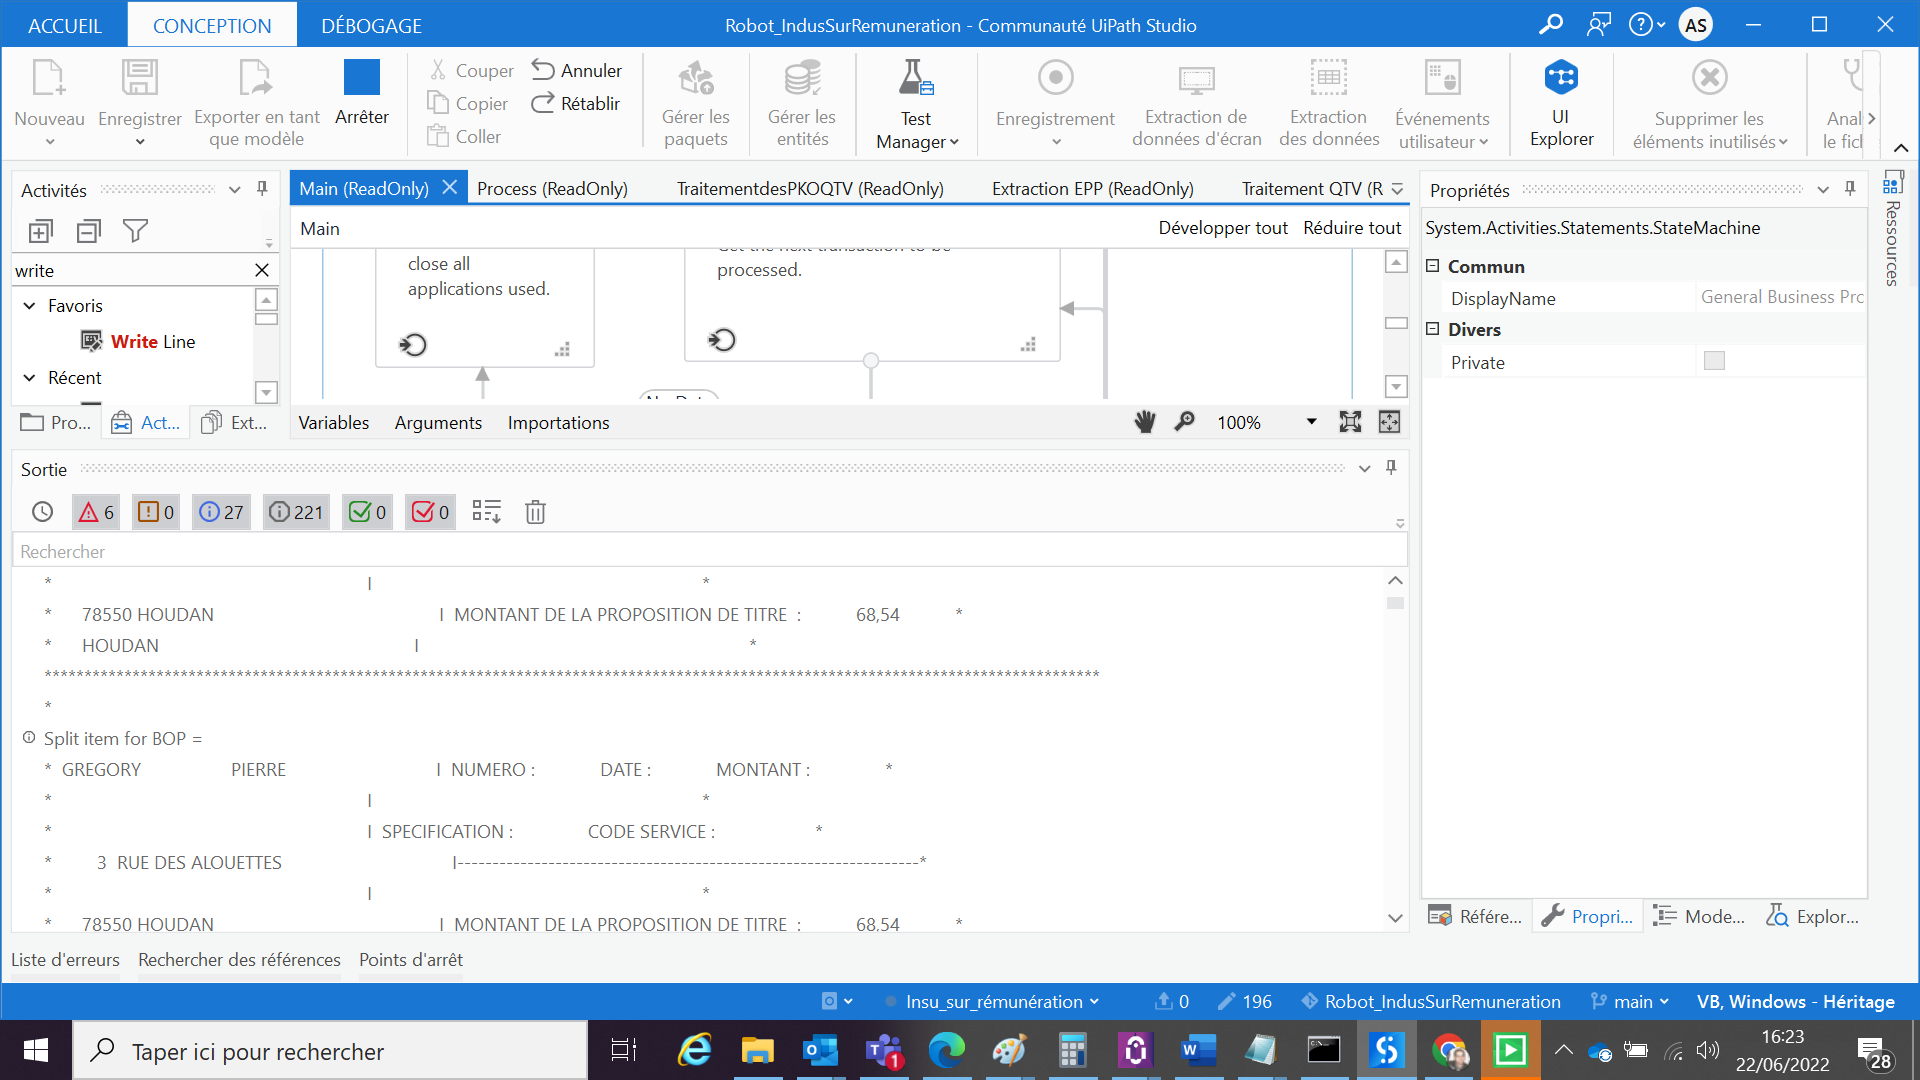 ACCUEIL CONCEPTION DÉBOGAGE Robot_IndusSurRemuneration - Communauté UiPath Studio AS
Nouveau Enregistrer Exporter en tant que modèle Arrêter
Couper Annuler
Copier Rétablir
Coller
Gérer les paquets
Gérer les entités
Test Manager
Enregistrement
Extraction de données d'écran
Extraction des données
Événements utilisateur
UI Explorer
Supprimer les éléments inutilisés
Anal
le fich
Activités
write
Favoris
Write Line
Récent
Pro... Act... Ext...
Main (ReadOnly) Process (ReadOnly) TraitementdesPKOQTV (ReadOnly) Extraction EPP (ReadOnly) Traitement QTV (R
Main Développer tout Réduire tout
close all
applications used.
Get the next transaction to be
processed.
Variables Arguments Importations 100%
Sortie
6 0 27 221 0 0
Rechercher
* I *
* 78550 HOUDAN I MONTANT DE LA PROPOSITION DE TITRE : 68,54 *
* HOUDAN I *
*
Split item for BOP =
* GREGORY PIERRE I NUMERO : DATE : MONTANT : *
* I *
* I SPECIFICATION : CODE SERVICE : *
* 3 RUE DES ALOUETTES I------------------------------------------------------------------*
* I *
* 78550 HOUDAN I MONTANT DE LA PROPOSITION DE TITRE : 68,54 *
Liste d'erreurs Rechercher des références Points d'arrêt
Propriétés
System.Activities.Statements.StateMachine
Commun
DisplayName General Business Prc
Divers
Private
Référe... Propri... Mode... Explor...
Ressources
Insu_sur_rémunération 0 196 Robot_IndusSurRemuneration main VB, Windows - Héritage
Taper ici pour rechercher
1
16:23
22/06/2022
28